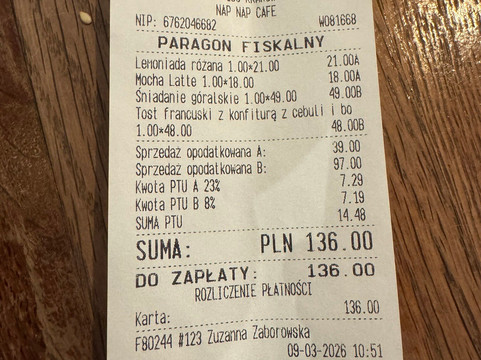 NAP NAP CAFE
NIP: 6762046682 W081668
PARAGON FISKALNY
Lemoniada różana 1.00*21.00 21.00A
Mocha Latte 1.00*18.00 18.00A
Śniadanie góralskie 1.00*49.00 49.00B
Tost francuski z konfiturą z cebuli i bo
1.00*48.00 48.00B
Sprzedaż opodatkowana A: 39.00
Sprzedaż opodatkowana B: 97.00
Kwota PTU A 23% 7.29
Kwota PTU B 8% 7.19
SUMA PTU 14.48
SUMA: PLN 136.00
DO ZAPŁATY: 136.00
ROZLICZENIE PŁATNOŚCI
Karta: 136.00
F80244 #123 Zuzanna Zaborowska
09-03-2026 10:51